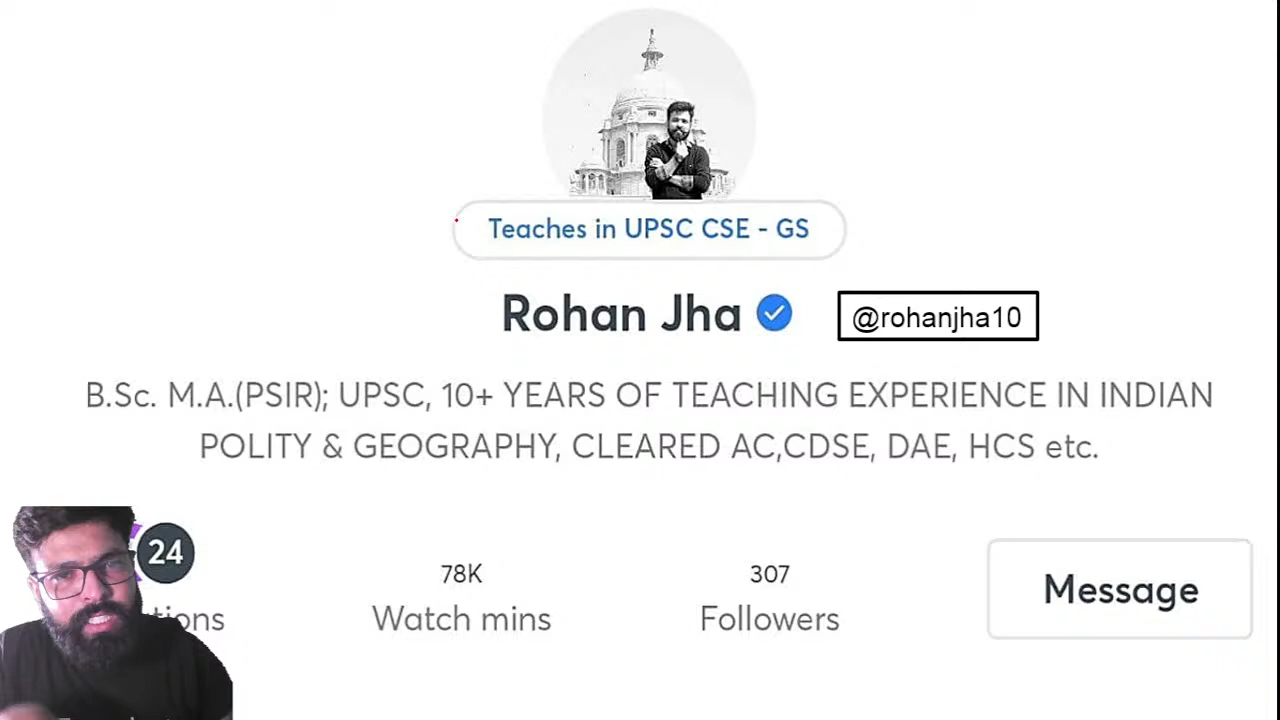 Teaches in UPSC CSE - GS
Rohan Jha
@rohanjha10
B.Sc. M.A.(PSIR); UPSC, 10+ YEARS OF TEACHING EXPERIENCE IN INDIAN
POLITY & GEOGRAPHY, CLEARED AC,CDSE, DAE, HCS etc.
24
78K
307
Message
tions
Watch mins
Followers